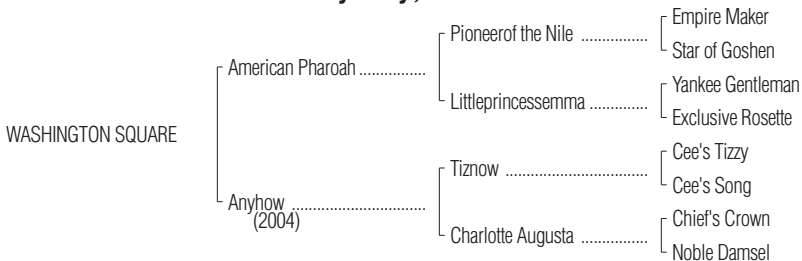 Empire Maker
Pioneerof the Nile ................
Star of Goshen
American Pharoah ................
Yankee Gentleman
Littleprincessemma ..............
Exclusive Rosette
WASHINGTON SQUARE
Cee's Tizzy
Tiznow ..................................
Cee's Song
Anyhow ................................
(2004)
Chief's Crown
Charlotte Augusta ................
Noble Damsel